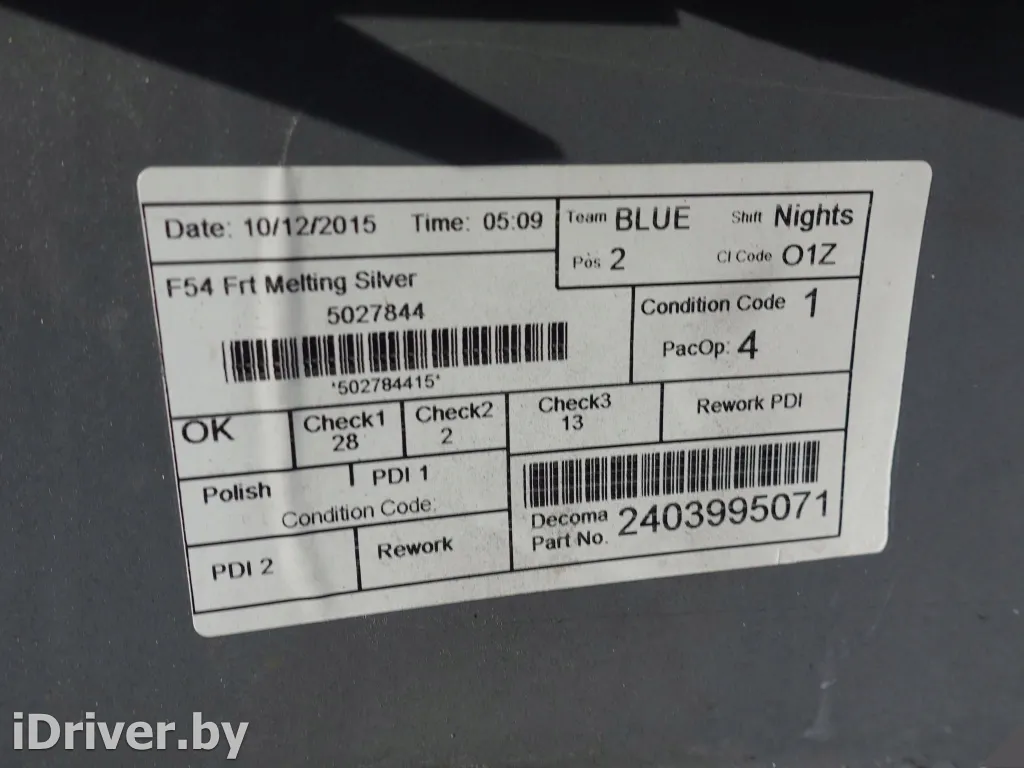 Date: 10/12/2015 Time: 05:09
Team BLUE Shift Nights
Pos 2 Cl Code O1Z
F54 Frt Melting Silver
5027844
*502784415*
Condition Code 1
PacOp: 4
OK
Check1
28
Check2
2
Check3
13
Rework PDI
Polish
PDI 1
Condition Code:
Decoma
Part No. 2403995071
PDI 2
Rework
iDriver.by